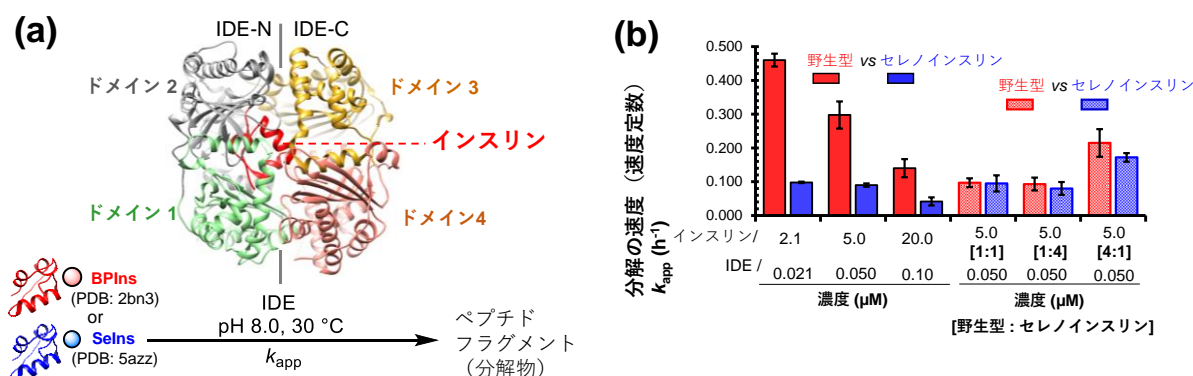 (a)
IDE-N IDE-C
ドメイン 2
ドメイン 3
インスリン
ドメイン 1
ドメイン4
BPIns
(PDB: 2bn3)
or
SeIns
(PDB: 5azz)
IDE
pH 8.0, 30 °C
kapp
ペプチド
フラグメント
（分解物）
(b)
分解の速度（速度定数）
kapp (h-1)
0.500
0.400
0.300
0.200
0.100
0.000
野生型 vs セレノインスリン
野生型 vs セレノインスリン
インスリン/ 2.1 5.0 20.0 5.0 5.0 5.0
[1:1] [1:4] [4:1]
IDE / 0.021 0.050 0.10 0.050 0.050 0.050
濃度 (µM) 濃度 (µM)
[野生型 : セレノインスリン]